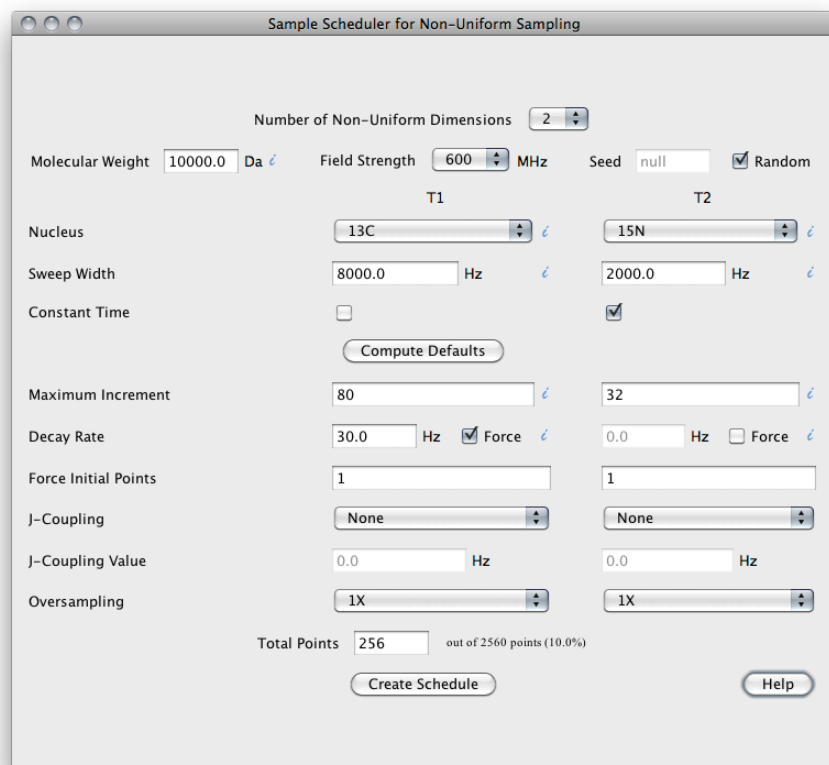 Sample Scheduler for Non-Uniform Sampling
Number of Non-Uniform Dimensions 2
Molecular Weight 10000.0 Da i Field Strength 600 MHz Seed null Random
T1 T2
Nucleus 13C i 15N i
Sweep Width 8000.0 Hz i 2000.0 Hz i
Constant Time
Compute Defaults
Maximum Increment 80 i 32 i
Decay Rate 30.0 Hz Force i 0.0 Hz Force i
Force Initial Points 1 1
J-Coupling None None
J-Coupling Value 0.0 Hz 0.0 Hz
Oversampling 1X 1X
Total Points 256 out of 2560 points (10.0%)
Create Schedule Help